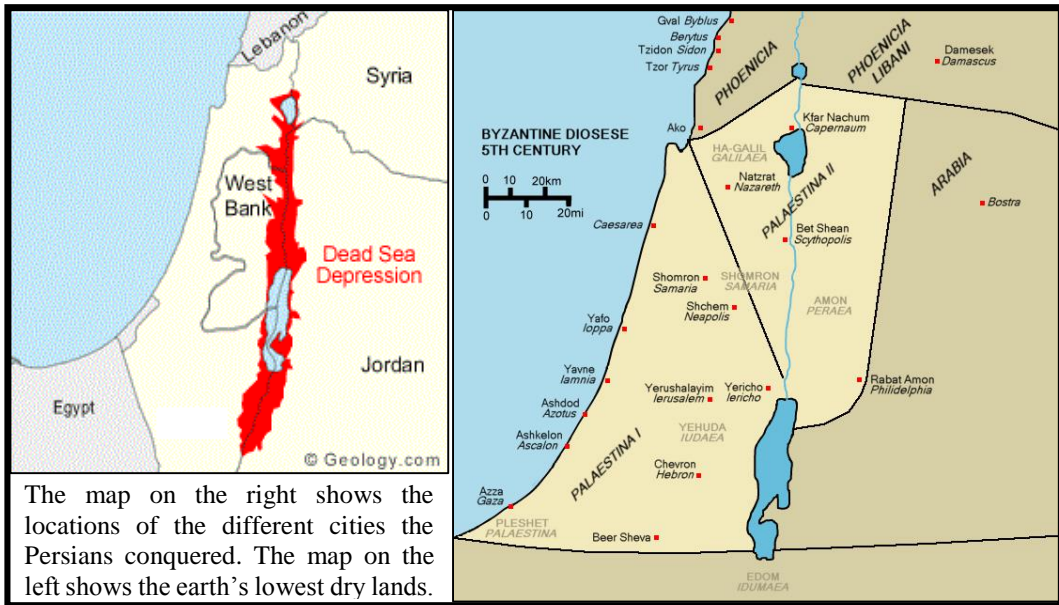 Lebanon
Syria
West
Bank
Dead Sea
Depression
Jordan
Egypt
© Geology.com
The map on the right shows the
locations of the different cities the
Persians conquered. The map on the
left shows the earth’s lowest dry lands.
Gval Byblus
Berytus
Tzidon Sidon
Tzor Tyrus
PHOENICIA
PHOENICIA
LIBANI
Damesek
Damascus
Ako
Kfar Nachum
Capernaum
BYZANTINE DIOSESE
5TH CENTURY
0 10 20km
0 10 20mi
HA-GALIL
GALILAEA
Natzrat
Nazareth
PALAESTINA II
ARABIA
Bostra
Caesarea
Bet Shean
Scythopolis
Shomron
Samaria
SHOMRON
SAMARIA
Shchem
Neapolis
AMON
PERAEA
Yafo
Ioppa
Yavne
Iamnia
Yerushalayim
Ierusalem
Yericho
Iericho
Rabat Amon
Philidelphia
Ashdod
Azotus
YEHUDA
IUDAEA
Ashkelon
Ascalon
PALAESTINA I
Chevron
Hebron
Azza
Gaza
PLESHET
PALAESTINA
Beer Sheva
EDOM
IDUMAEA